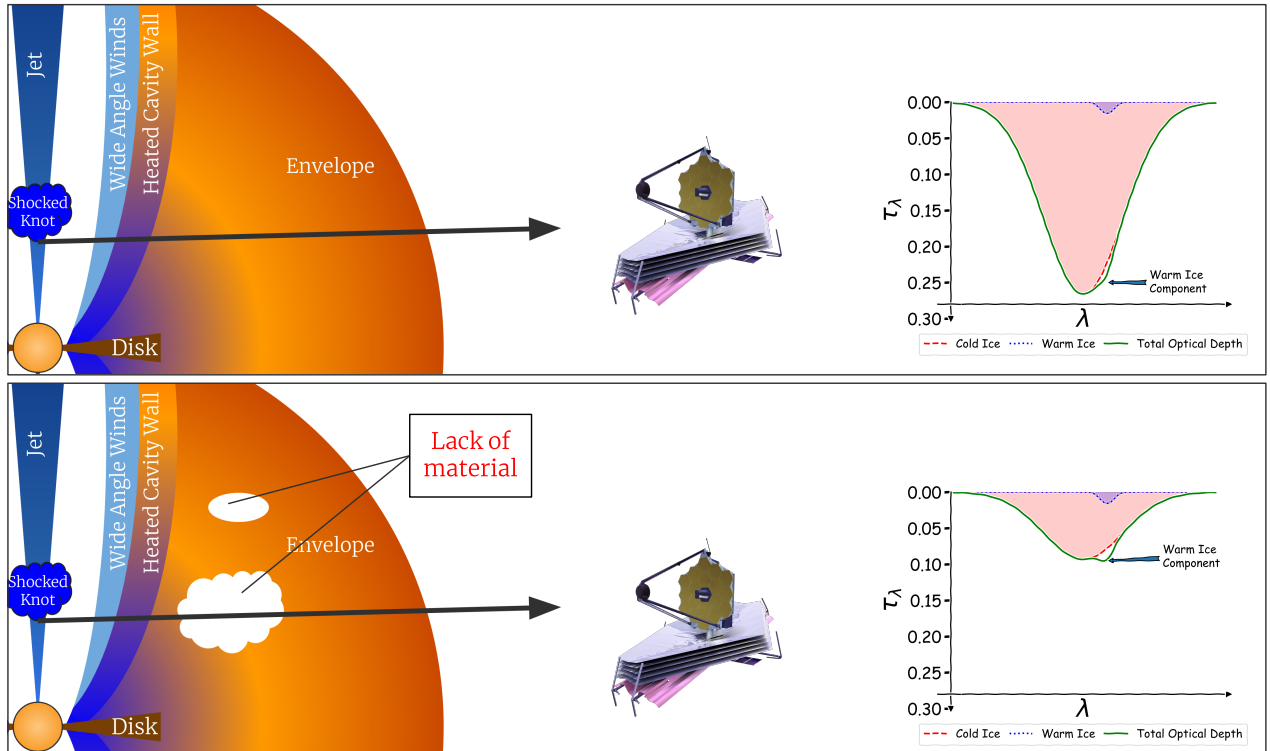 Jet
Wide Angle Winds
Heated Cavity Wall
Envelope
Shocked
Knot
Disk
0.00
0.05
0.10
0.15
0.20
0.25
0.30
τλ
λ
Warm Ice
Component
Cold Ice
Warm Ice
Total Optical Depth
Jet
Wide Angle Winds
Heated Cavity Wall
Lack of
material
Envelope
Shocked
Knot
Disk
0.00
0.05
0.10
0.15
0.20
0.25
0.30
τλ
λ
Warm Ice
Component
Cold Ice
Warm Ice
Total Optical Depth